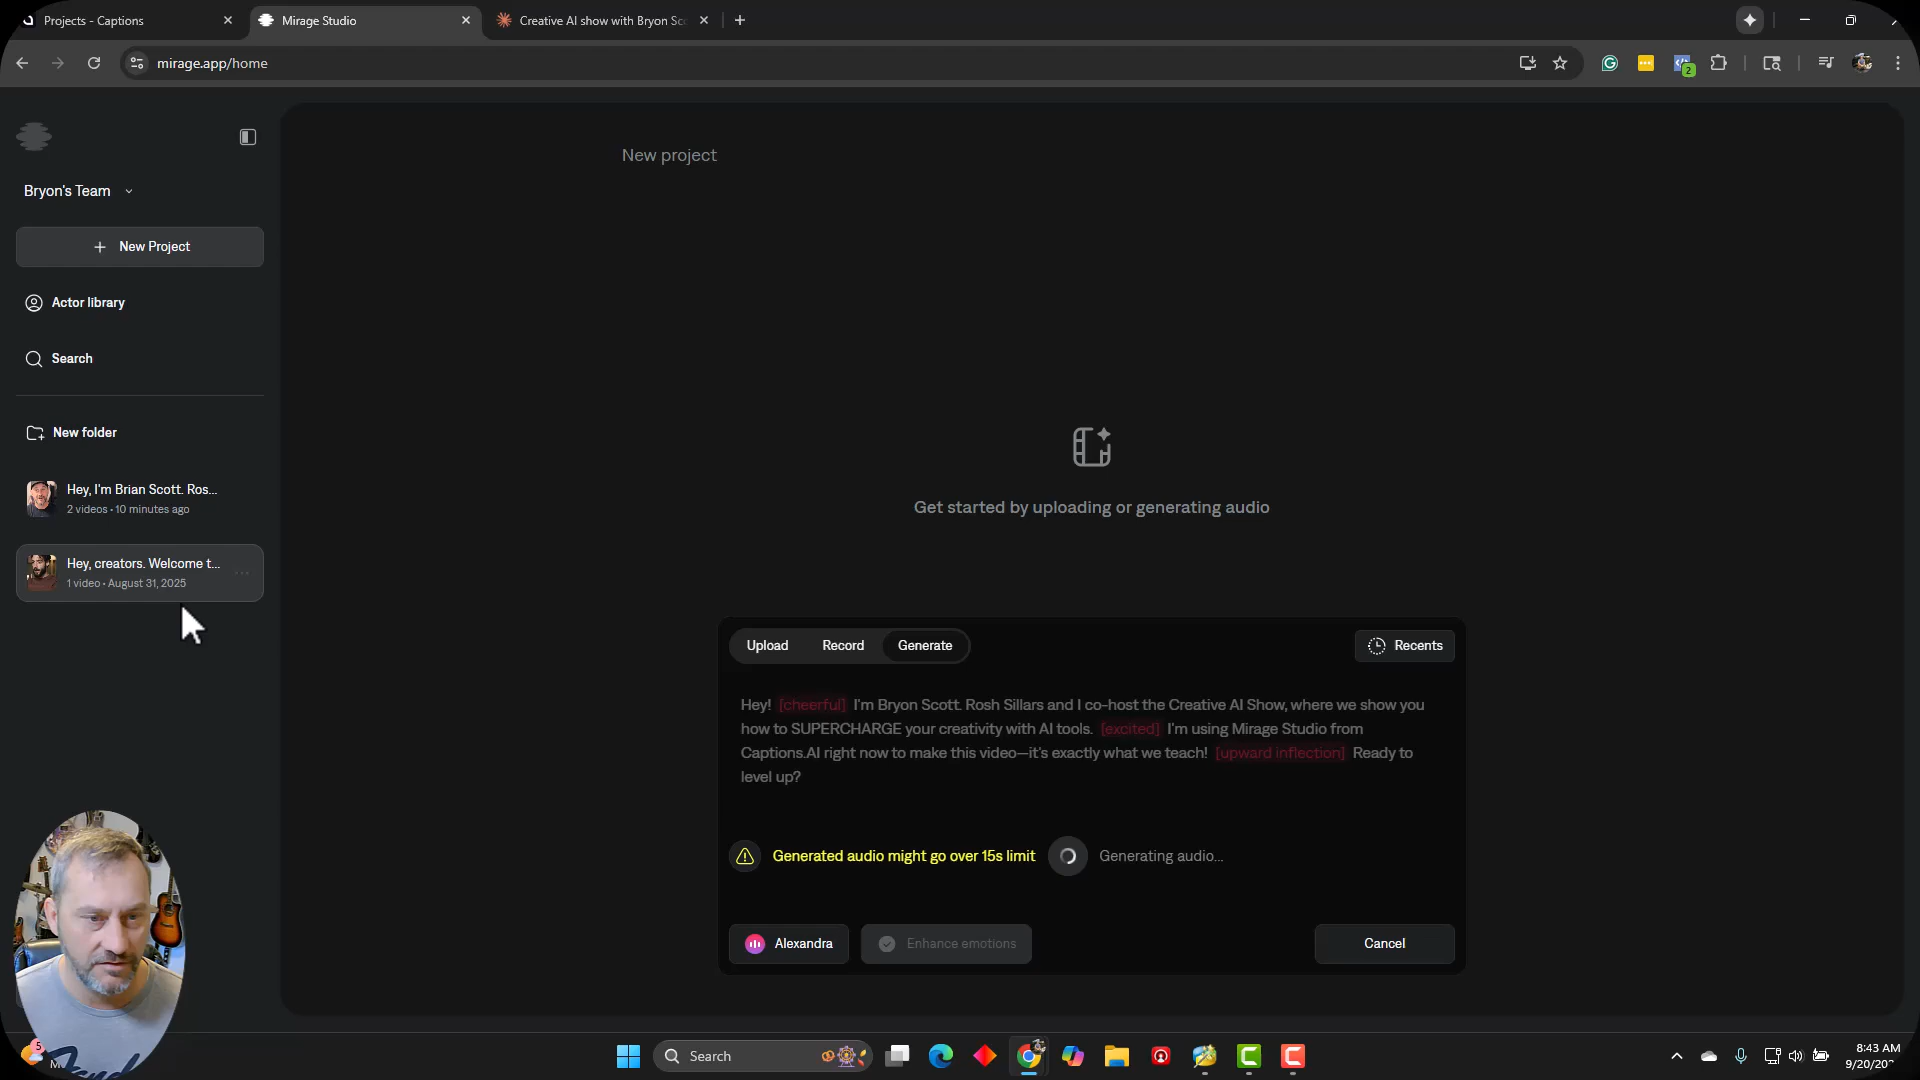 Projects - Captions
Mirage Studio
Creative AI show with Bryon Sc
mirage.app/home
2
Bryon's Team
New Project
Actor library
Search
New folder
Hey, I'm Brian Scott. Ros...
2 videos • 10 minutes ago
Hey, creators. Welcome t...
1 video • August 31, 2025
New project
Get started by uploading or generating audio
Upload
Record
Generate
Recents
Hey! [cheerful] I'm Bryon Scott. Rosh Sillars and I co-host the Creative AI Show, where we show you
how to SUPERCHARGE your creativity with AI tools. [excited] I'm using Mirage Studio from
Captions.AI right now to make this video—it's exactly what we teach! [upward inflection] Ready to
level up?
Generated audio might go over 15s limit
Generating audio...
Alexandra
Enhance emotions
Cancel
5
Search
8:43 AM
9/20/20